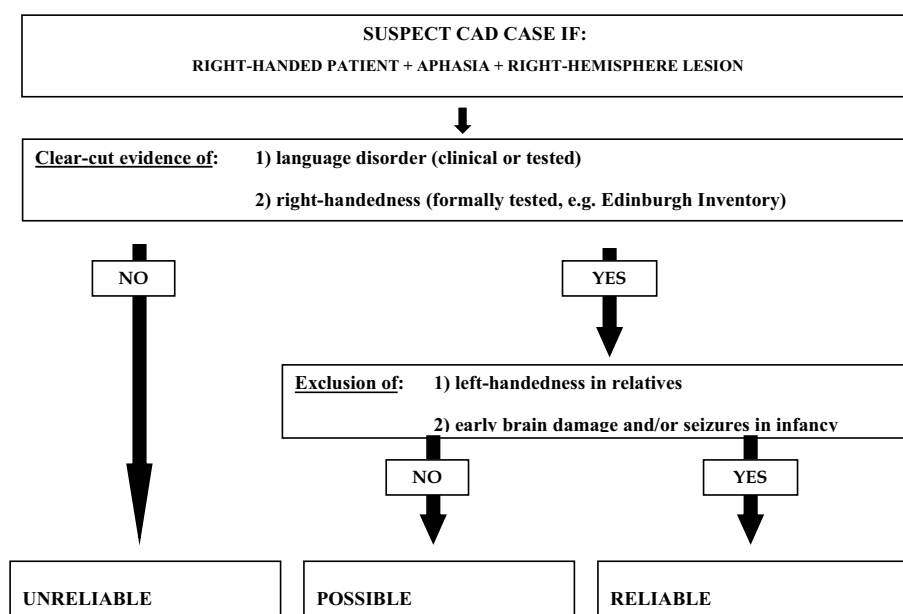 SUSPECT CAD CASE IF:
RIGHT-HANDED PATIENT + APHASIA + RIGHT-HEMISPHERE LESION
Clear-cut evidence of: 1) language disorder (clinical or tested)
2) right-handedness (formally tested, e.g. Edinburgh Inventory)
NO
YES
Exclusion of: 1) left-handedness in relatives
2) early brain damage and/or seizures in infancy
NO
YES
UNRELIABLE
POSSIBLE
RELIABLE